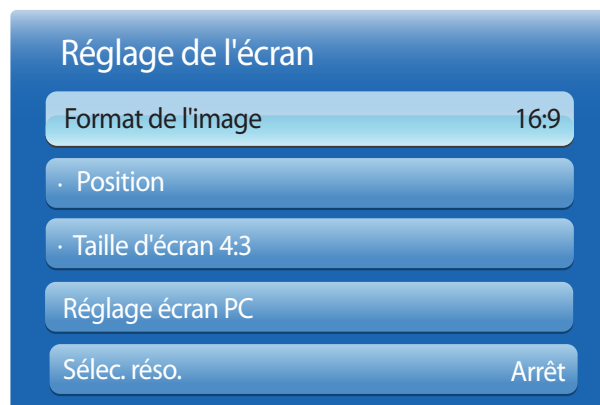 Réglage de l'écran
Format de l'image 16:9
· Position
· Taille d'écran 4:3
Réglage écran PC
Sélec. réso. Arrêt